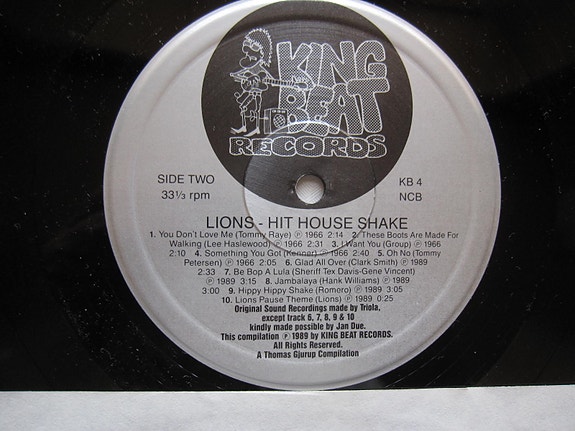 KING
BEAT
RECORDS
SIDE TWO
33⅓ rpm
KB 4
NCB
LIONS - HIT HOUSE SHAKE
1. You Don't Love Me (Tommy Raye) ℗ 1966 2:14 2. These Boots Are Made For
Walking (Lee Haslewood) ℗ 1966 2:31 3. I Want You (Group) ℗ 1966
2:10 4. Something You Got (Kenner) ℗ 1966 2:40 5. Oh No (Tommy
Petersen) ℗ 1966 2:05 6. Glad All Over (Clark Smith) ℗ 1989
2:33 7. Be Bop A Lula (Sheriff Tex Davis-Gene Vincent)
℗ 1989 3:15 8. Jambalaya (Hank Williams) ℗ 1989
3:00 9. Hippy Hippy Shake (Romoro) ℗ 1989 3:05
10. Lions Pause Theme (Lions) ℗ 1989 0:25
Original Sound Recordings made by Triola,
except track 6, 7, 8, 9 & 10
kindly made possible by Jan Due.
This compilation ℗ 1989 by KING BEAT RECORDS.
All Rights Reserved.
A Thomas Gjurup Compilation